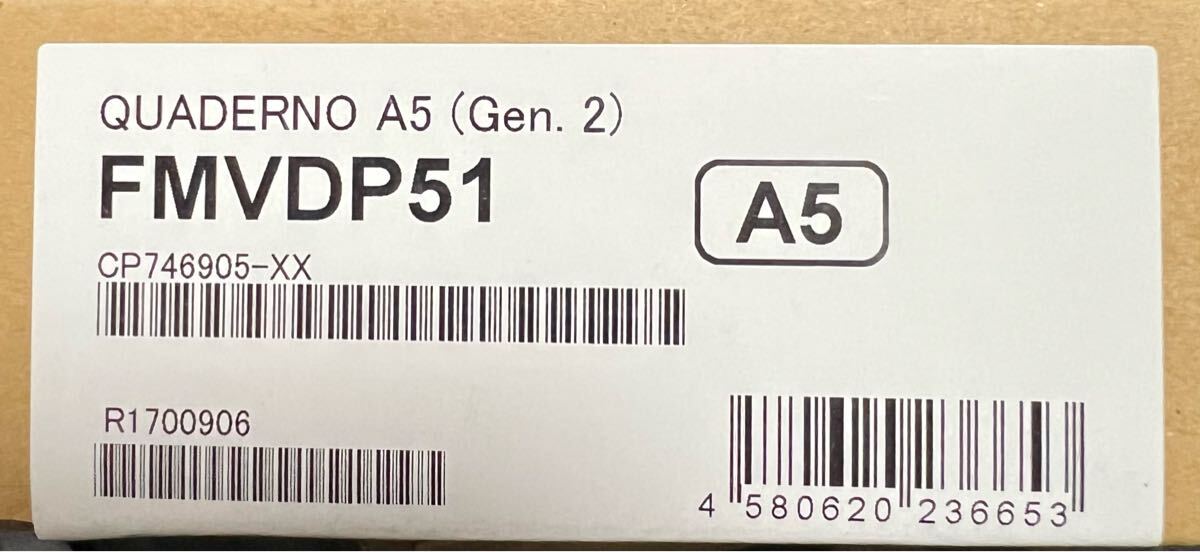 QUADERNO A5 (Gen. 2)
FMVDP51
A5
CP746905-XX
R1700906
4 580620 236653